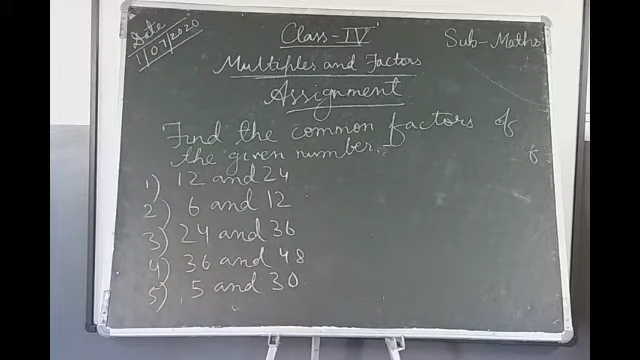 Date
1/07/2020
Class-IV
Sub-Maths
Multiples and Factors
Assignment
Find the common factors of
the given number.
1) 12 and 24
2) 6 and 12
3) 24 and 36
4) 36 and 48
5) 5 and 30